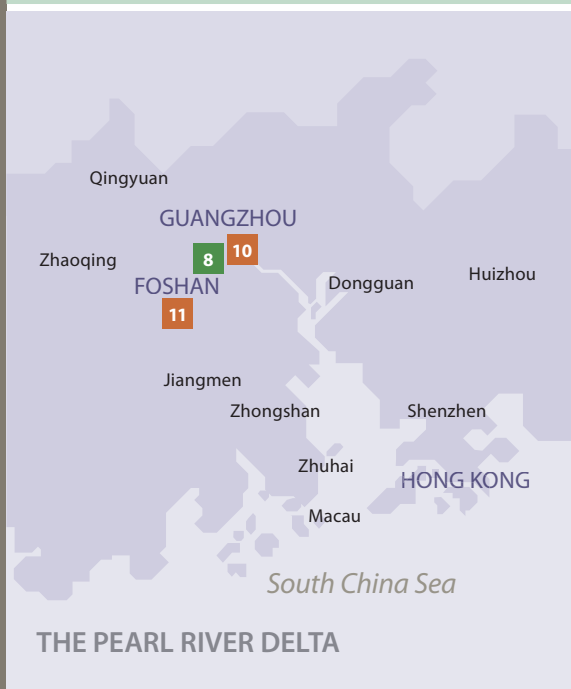 Qingyuan
GUANGZHOU
Zhaoqing
8
10
FOSHAN
Dongguan
Huizhou
11
Jiangmen
Zhongshan
Shenzhen
Zhuhai
HONG KONG
Macau
South China Sea
THE PEARL RIVER DELTA